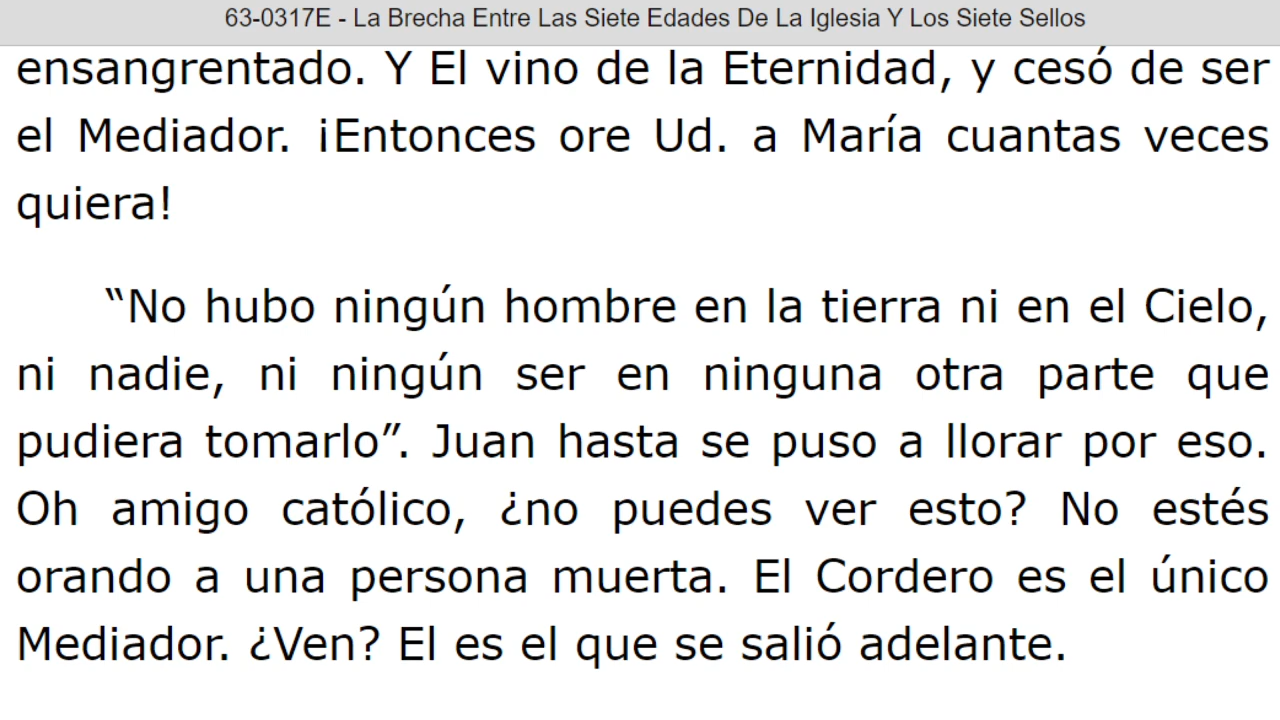 63-0317E - La Brecha Entre Las Siete Edades De La Iglesia Y Los Siete Sellos
ensangrentado. Y El vino de la Eternidad, y cesó de ser
el Mediador. ¡Entonces ore Ud. a María cuantas veces
quiera!
“No hubo ningún hombre en la tierra ni en el Cielo,
ni nadie, ni ningún ser en ninguna otra parte que
pudiera tomarlo”. Juan hasta se puso a llorar por eso.
Oh amigo católico, ¿no puedes ver esto? No estés
orando a una persona muerta. El Cordero es el único
Mediador. ¿Ven? El es el que se salió adelante.